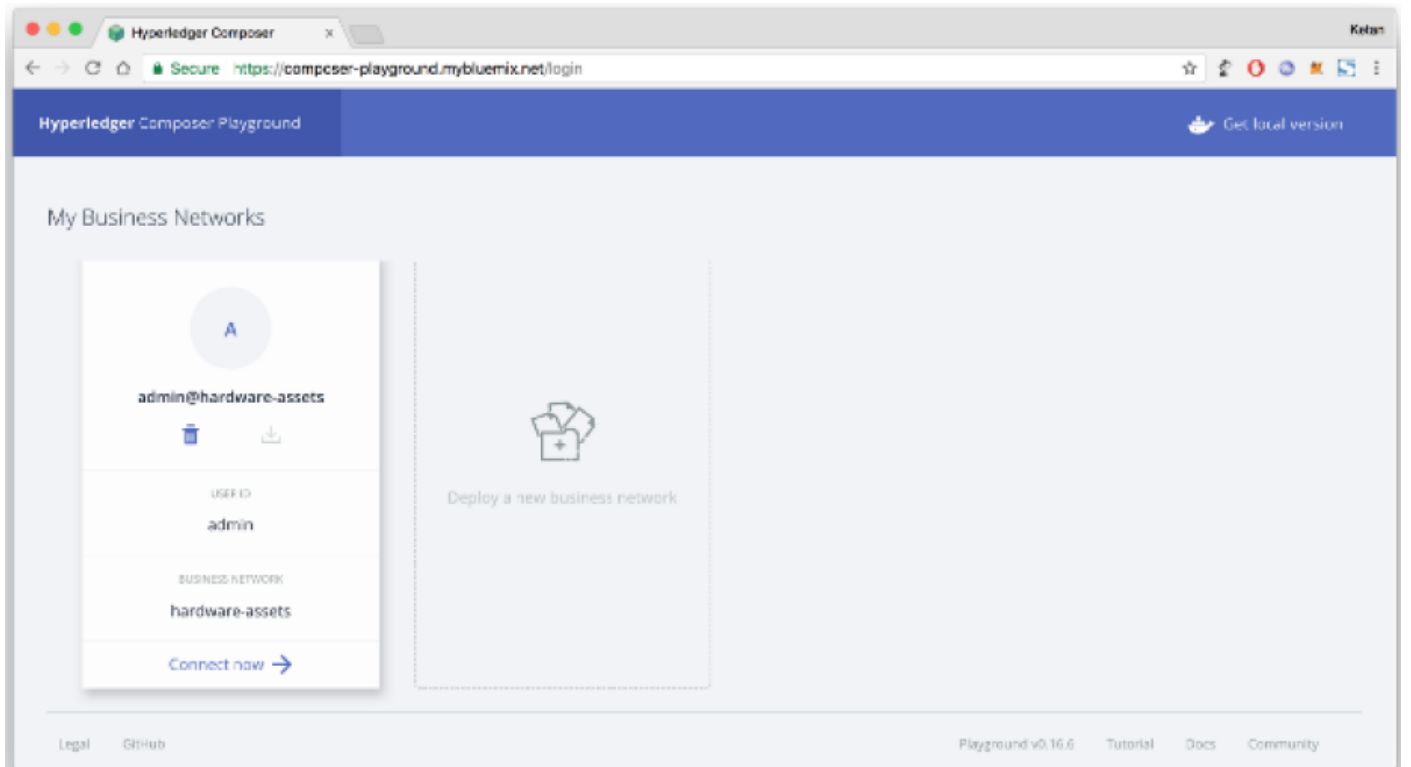 Hyperledger Composer
Ketan
Secure https://composer-playground.mybluemix.net/login
Hyperledger Composer Playground
Get local version
My Business Networks
A
admin@hardware-assets
USER ID
admin
BUSINESS NETWORK
hardware-assets
Connect now
Deploy a new business network
Legal GitHub
Playground v0.16.6 Tutorial Docs Community